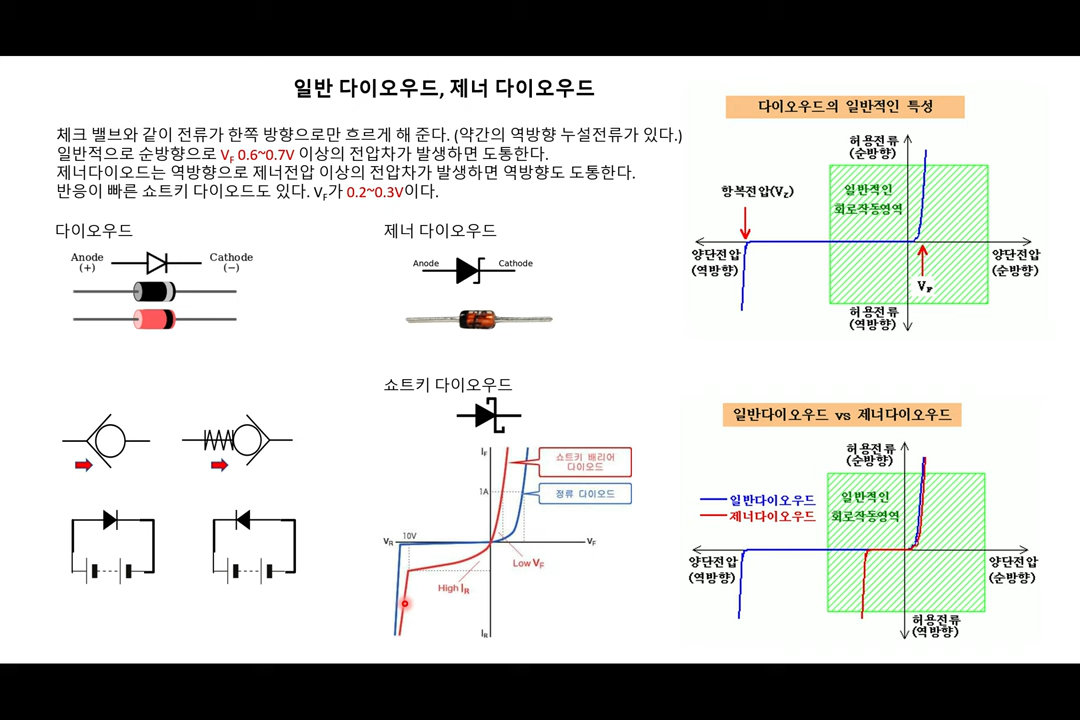 일반 다이오우드, 제너 다이오우드
체크 밸브와 같이 전류가 한쪽 방향으로만 흐르게 해 준다. (약간의 역방향 누설전류가 있다.)
일반적으로 순방향으로 VF 0.6~0.7V 이상의 전압차가 발생하면 도통한다.
제너다이오드는 역방향으로 제너전압 이상의 전압차가 발생하면 역방향도 도통한다.
반응이 빠른 쇼트키 다이오드도 있다. VF가 0.2~0.3V이다.
다이오우드
Anode
(+)
Cathode
(−)
제너 다이오우드
Anode
Cathode
쇼트키 다이오우드
IF
쇼트키 배리어
다이오드
1A
정류 다이오드
VR
10V
VF
Low VF
High IR
IR
다이오우드의 일반적인 특성
허용전류
(순방향)
일반적인
회로작동영역
항복전압(VZ)
양단전압
(역방향)
양단전압
(순방향)
VF
허용전류
(역방향)
일반다이오우드 vs 제너다이오우드
허용전류
(순방향)
일반다이오우드
제너다이오우드
일반적인
회로작동영역
양단전압
(역방향)
양단전압
(순방향)
허용전류
(역방향)